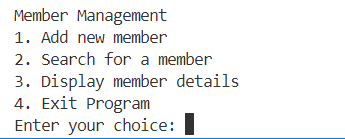 Member Management
1. Add new member
2. Search for a member
3. Display member details
4. Exit Program
Enter your choice: